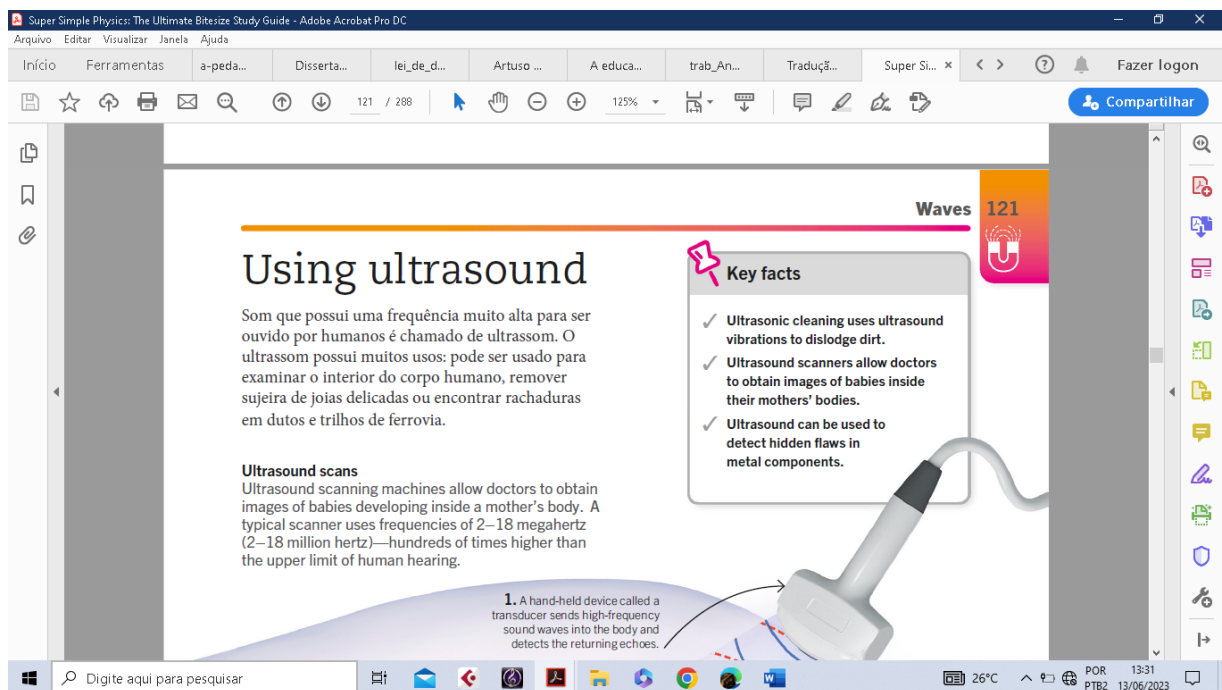 Super Simple Physics: The Ultimate Bitesize Study Guide - Adobe Acrobat Pro DC
Arquivo Editar Visualizar Janela Ajuda
Início Ferramentas a-peda... Disserta... lei_de_d... Artuso ... A educa... trab_An... Traduçã... Super Si... × Fazer logon
121 / 288 125% Compartilhar
Waves 121
Using ultrasound
Som que possui uma frequência muito alta para ser
ouvido por humanos é chamado de ultrassom. O
ultrassom possui muitos usos: pode ser usado para
examinar o interior do corpo humano, remover
sujeira de joias delicadas ou encontrar rachaduras
em dutos e trilhos de ferrovia.
Key facts
✓ Ultrasonic cleaning uses ultrasound
vibrations to dislodge dirt.
✓ Ultrasound scanners allow doctors
to obtain images of babies inside
their mothers' bodies.
✓ Ultrasound can be used to
detect hidden flaws in
metal components.
Ultrasound scans
Ultrasound scanning machines allow doctors to obtain
images of babies developing inside a mother's body. A
typical scanner uses frequencies of 2–18 megahertz
(2–18 million hertz)—hundreds of times higher than
the upper limit of human hearing.
1. A hand-held device called a
transducer sends high-frequency
sound waves into the body and
detects the returning echoes.
Digite aqui para pesquisar
26°C
POR
PTB2
13:31
13/06/2023